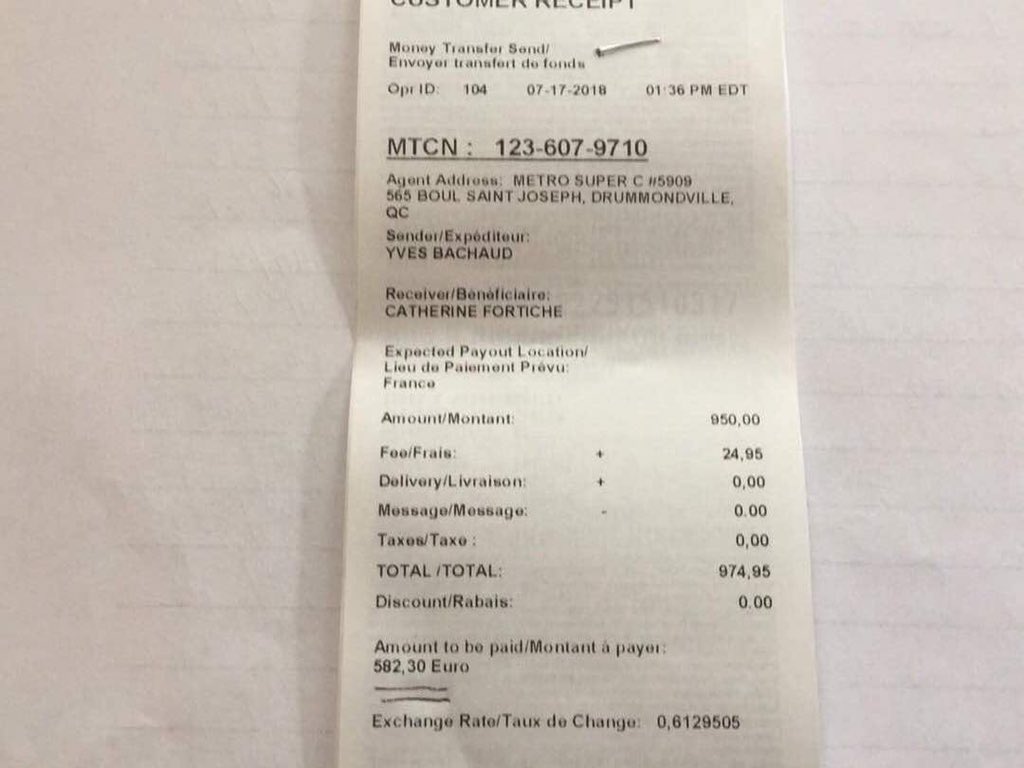 CUSTOMER RECEIPT
Money Transfer Send/
Envoyer transfert de fonds
Opr ID: 104 07-17-2018 01:36 PM EDT
MTCN : 123-607-9710
Agent Address: METRO SUPER C #5909
565 BOUL SAINT JOSEPH, DRUMMONDVILLE,
QC
Sender/Expéditeur:
YVES BACHAUD
Receiver/Bénéficiaire:
CATHERINE FORTICHE
Expected Payout Location/
Lieu de Paiement Prévu:
France
Amount/Montant: 950,00
Fee/Frais: + 24,95
Delivery/Livraison: + 0,00
Message/Message: - 0.00
Taxes/Taxe : 0,00
TOTAL /TOTAL: 974,95
Discount/Rabais: 0.00
Amount to be paid/Montant à payer:
582,30 Euro
Exchange Rate/Taux de Change: 0,6129505